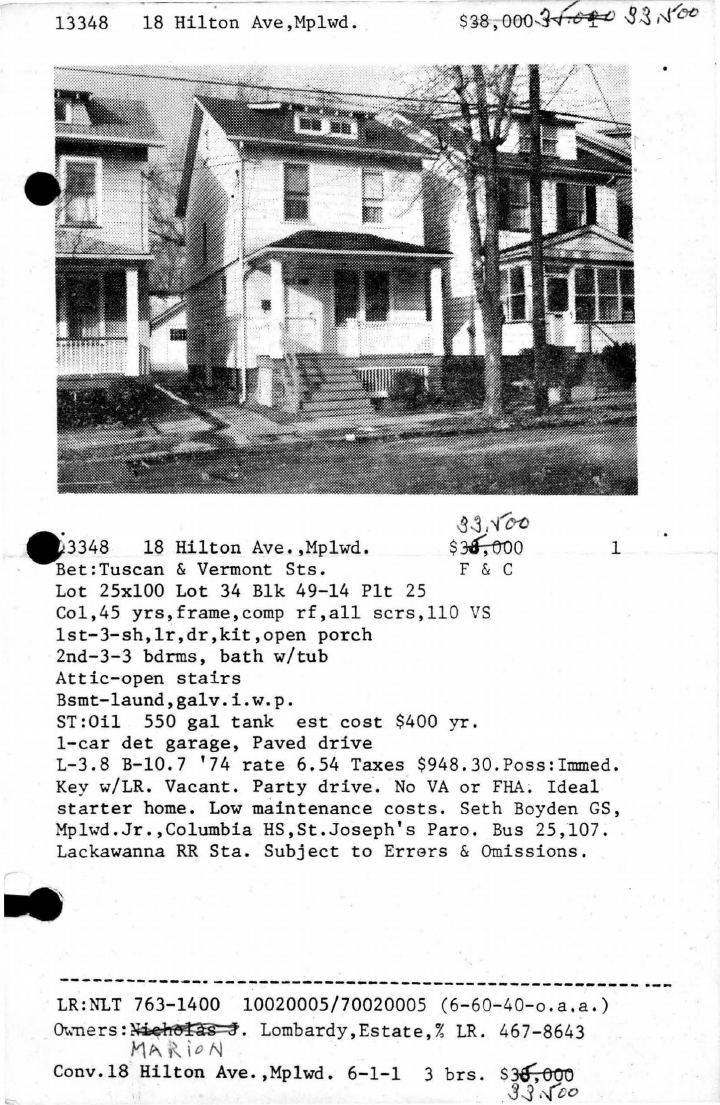 13348 18 Hilton Ave,Mplwd. $38,000 35,000 33,500
33,500
13348 18 Hilton Ave.,Mplwd. $38,000 1
Bet:Tuscan & Vermont Sts. F & C
Lot 25x100 Lot 34 Blk 49-14 Plt 25
Col,45 yrs,frame,comp rf,all scrs,110 VS
1st-3-sh,lr,dr,kit,open porch
2nd-3-3 bdrms, bath w/tub
Attic-open stairs
Bsmt-laund,galv.i.w.p.
ST:Oil 550 gal tank est cost $400 yr.
1-car det garage, Paved drive
L-3.8 B-10.7 '74 rate 6.54 Taxes $948.30.Poss:Immed.
Key w/LR. Vacant. Party drive. No VA or FHA. Ideal
starter home. Low maintenance costs. Seth Boyden GS,
Mplwd.Jr.,Columbia HS,St.Joseph's Paro. Bus 25,107.
Lackawanna RR Sta. Subject to Errors & Omissions.
LR:NLT 763-1400 10020005/70020005 (6-60-40-o.a.a.)
Owners:Nicholas J. Lombardy,Estate,% LR. 467-8643
MARION
Conv.18 Hilton Ave.,Mplwd. 6-1-1 3 brs. $38,000
33,500